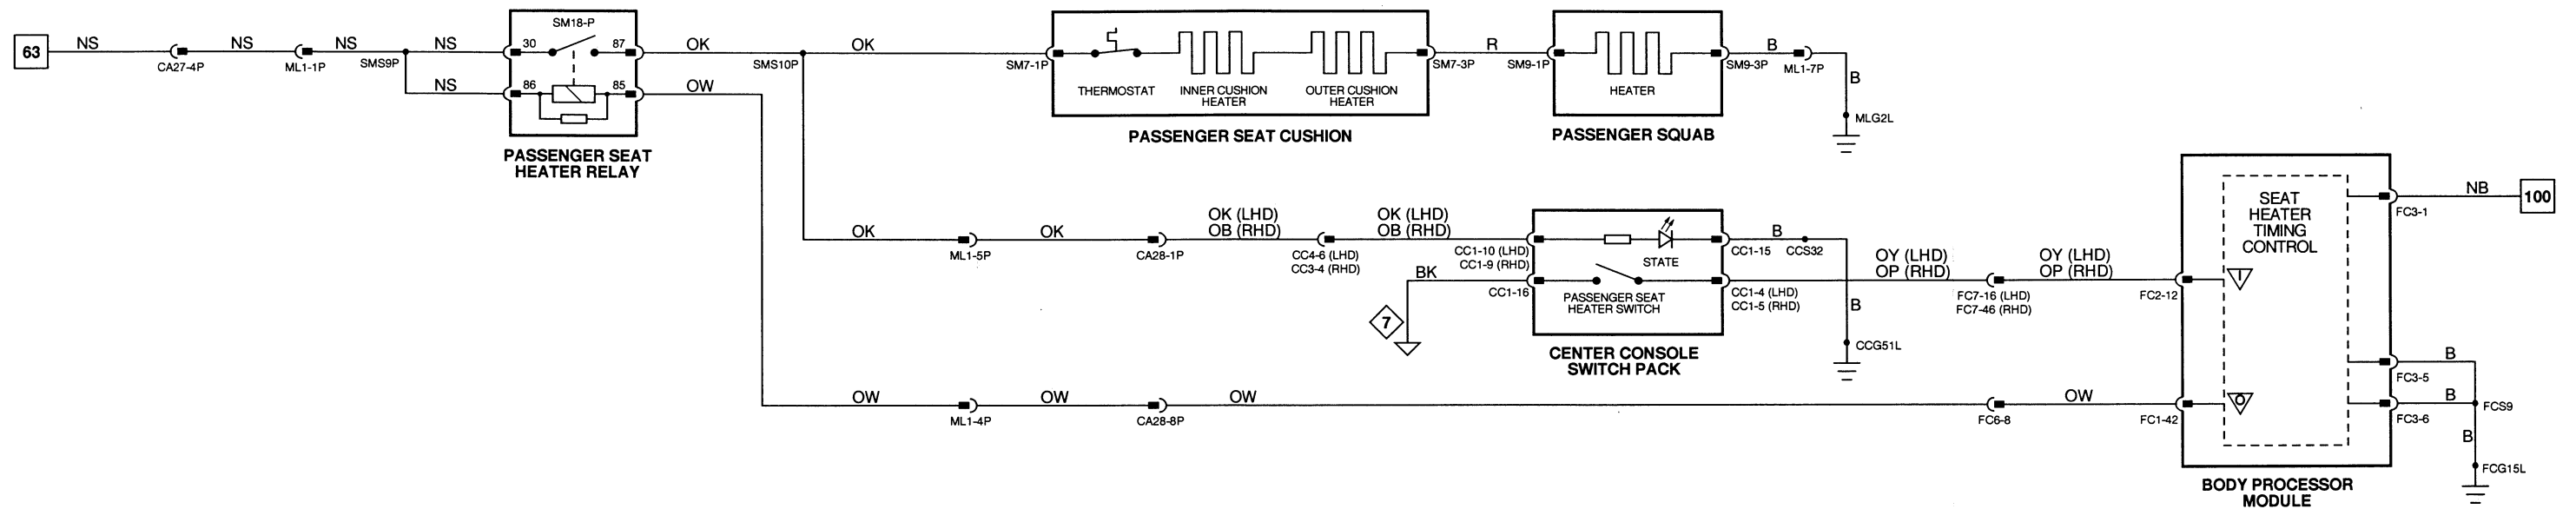 63
NS
CA27-4P
NS
ML1-1P
NS
SMS9P
NS
NS
SM18-P
30
87
86
85
PASSENGER SEAT
HEATER RELAY
OK
OW
SMS10P
OK
SM7-1P
THERMOSTAT
INNER CUSHION
HEATER
OUTER CUSHION
HEATER
PASSENGER SEAT CUSHION
SM7-3P
R
SM9-1P
HEATER
PASSENGER SQUAB
SM9-3P
B
ML1-7P
B
MLG2L
OK
ML1-5P
OK
CA28-1P
OK (LHD)
OB (RHD)
CC4-6 (LHD)
CC3-4 (RHD)
OK (LHD)
OB (RHD)
CC1-10 (LHD)
CC1-9 (RHD)
BK
7
CC1-16
STATE
PASSENGER SEAT
HEATER SWITCH
CENTER CONSOLE
SWITCH PACK
CC1-15
B
CCS32
CC1-4 (LHD)
CC1-5 (RHD)
B
CCG51L
OY (LHD)
OP (RHD)
FC7-16 (LHD)
FC7-46 (RHD)
OY (LHD)
OP (RHD)
FC2-12
I
SEAT
HEATER
TIMING
CONTROL
FC3-1
NB
100
OW
ML1-4P
OW
CA28-8P
OW
FC6-8
OW
FC1-42
O
B
FC3-5
B
FC3-6
FCS9
B
FCG15L
BODY PROCESSOR
MODULE